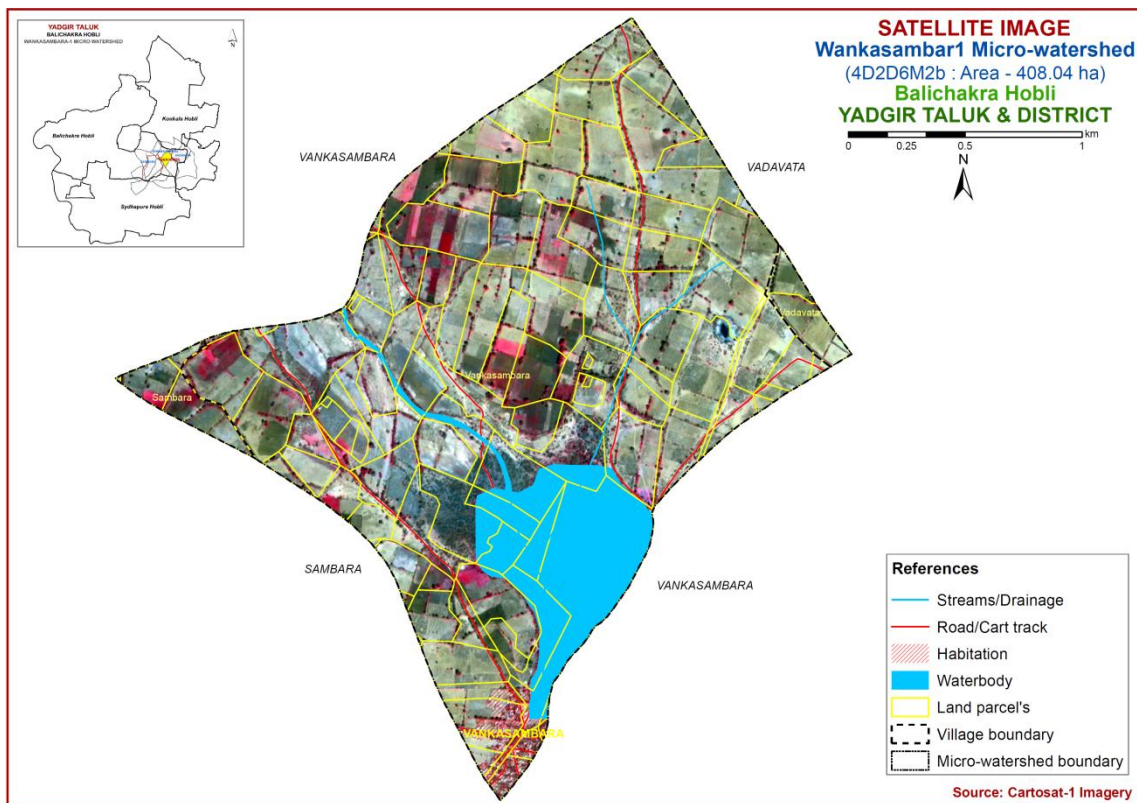 YADGIR TALUK
BALICHAKRA HOBLI
WANKASAMBARA-1 MICRO-WATERSHED
N
Konkala Hobli
Balichakra Hobli
Sydhapura Hobli
SATELLITE IMAGE
Wankasambar1 Micro-watershed
(4D2D6M2b : Area - 408.04 ha)
Balichakra Hobli
YADGIR TALUK & DISTRICT
km
0 0.25 0.5 1
N
VANKASAMBARA
VADAVATA
Vadavata
Vankasambara
Sambara
SAMBARA
VANKASAMBARA
VANKASAMBARA
References
Streams/Drainage
Road/Cart track
Habitation
Waterbody
Land parcel's
Village boundary
Micro-watershed boundary
Source: Cartosat-1 Imagery